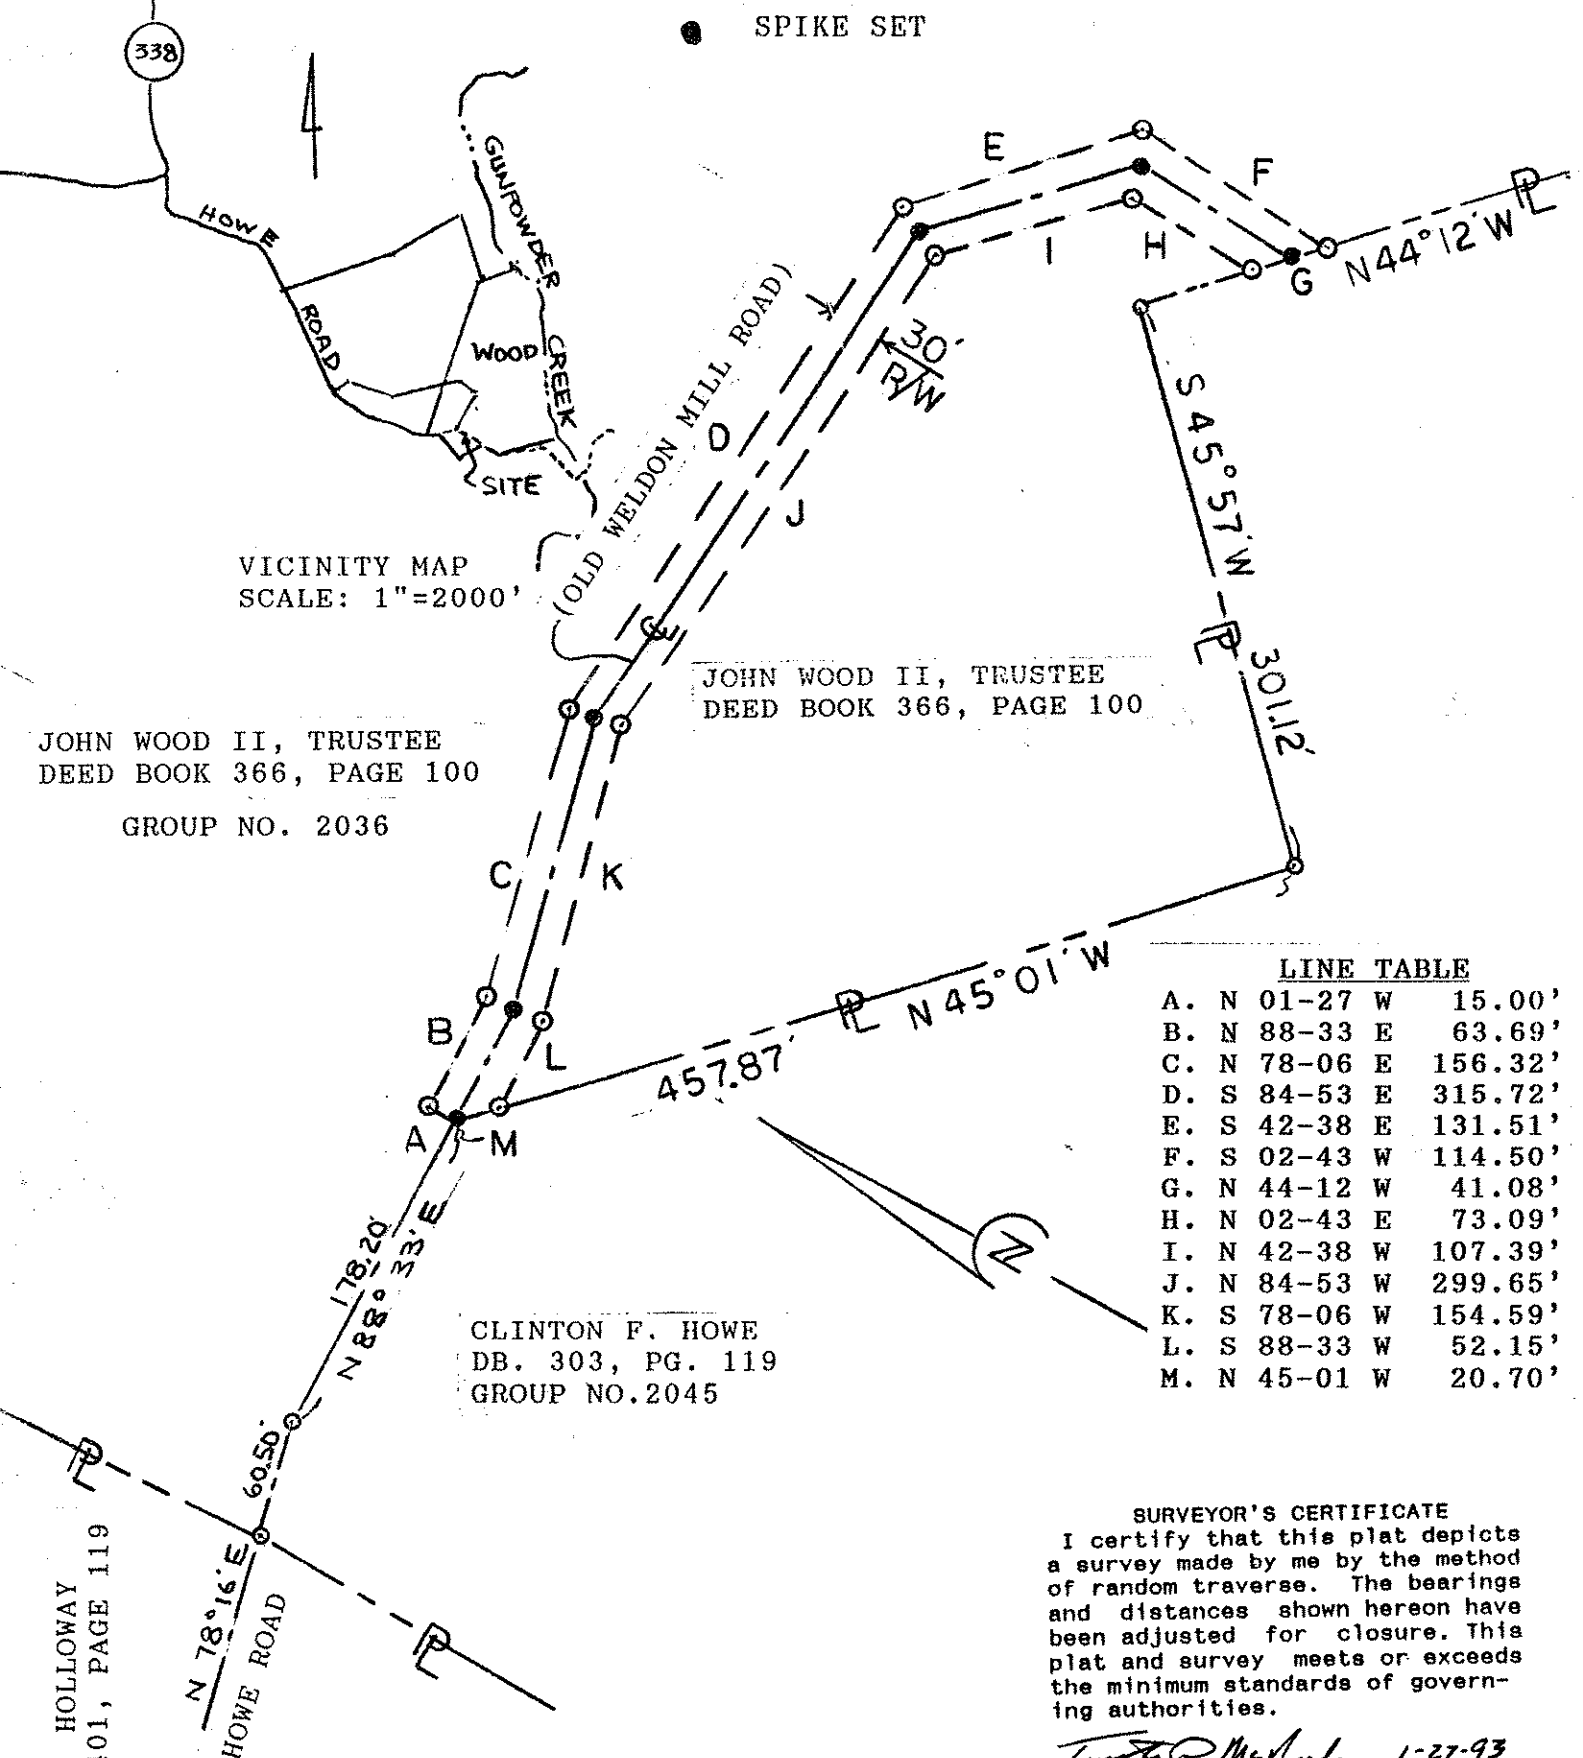 SPIKE SET
338
GUNPOWDER
CREEK
HOWE
ROAD
WOOD
SITE
VICINITY MAP
SCALE: 1"=2000'
(OLD WELDON MILL ROAD)
E
F
I
H
G
N 44°12'W
PL
30'
R/W
D
J
S 45°57'W
PL
301.12'
CL
JOHN WOOD II, TRUSTEE
DEED BOOK 366, PAGE 100
JOHN WOOD II, TRUSTEE
DEED BOOK 366, PAGE 100
GROUP NO. 2036
C
K
B
L
A
M
457.87'
PL
N 45°01'W
LINE TABLE
A. N 01-27 W 15.00'
B. N 88-33 E 63.69'
C. N 78-06 E 156.32'
D. S 84-53 E 315.72'
E. S 42-38 E 131.51'
F. S 02-43 W 114.50'
G. N 44-12 W 41.08'
H. N 02-43 E 73.09'
I. N 42-38 W 107.39'
J. N 84-53 W 299.65'
K. S 78-06 W 154.59'
L. S 88-33 W 52.15'
M. N 45-01 W 20.70'
N
178.20'
N 88°33'E
CLINTON F. HOWE
DB. 303, PG. 119
GROUP NO.2045
60.50'
PL
PL
N 78°16'E
HOWE ROAD
HOLLOWAY
01, PAGE 119
SURVEYOR'S CERTIFICATE
I certify that this plat depicts
a survey made by me by the method
of random traverse. The bearings
and distances shown hereon have
been adjusted for closure. This
plat and survey meets or exceeds
the minimum standards of govern-
ing authorities.
1-27-93